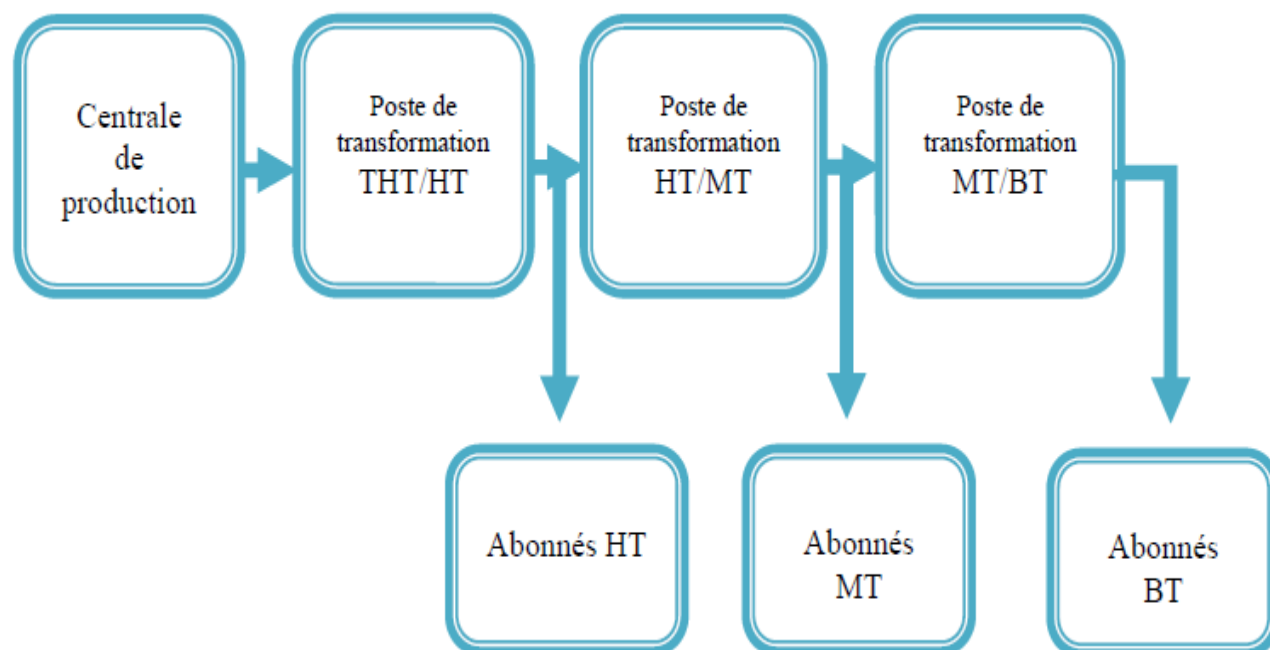 Centrale
de
production
Poste de
transformation
THT/HT
Poste de
transformation
HT/MT
Poste de
transformation
MT/BT
Abonnés HT
Abonnés
MT
Abonnés
BT